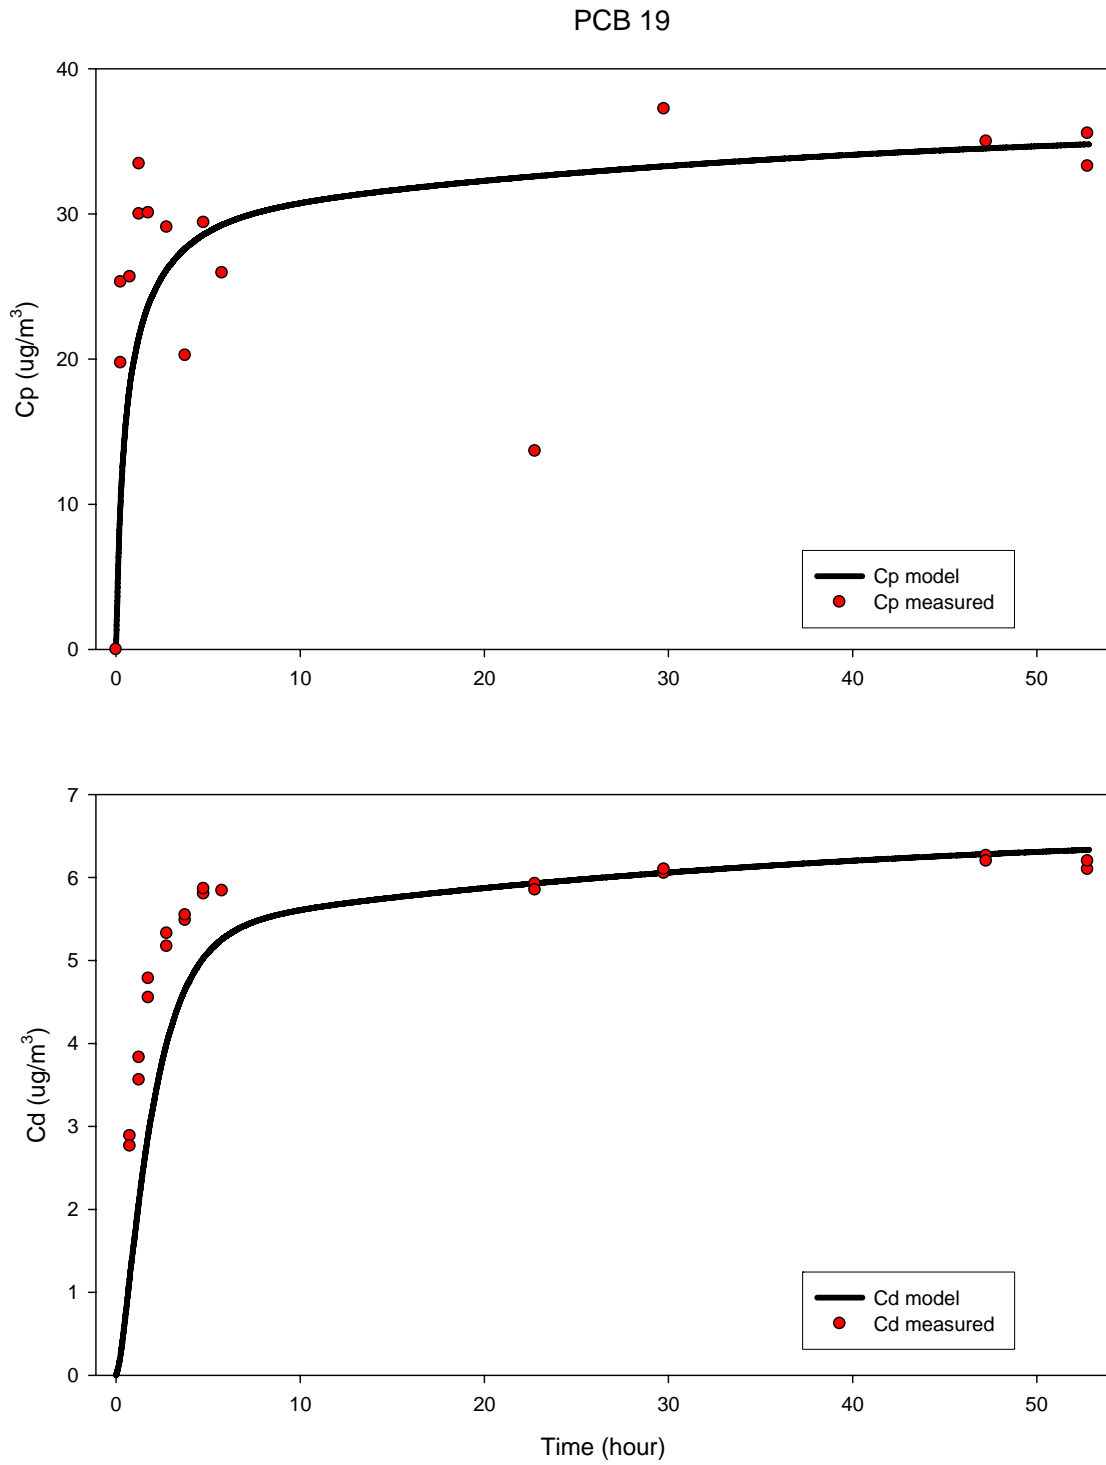 PCB 19
40
30
20
10
0
Cp (ug/m³)
Cp model
Cp measured
0 10 20 30 40 50
7
6
5
4
3
2
1
0
Cd (ug/m³)
Cd model
Cd measured
0 10 20 30 40 50
Time (hour)